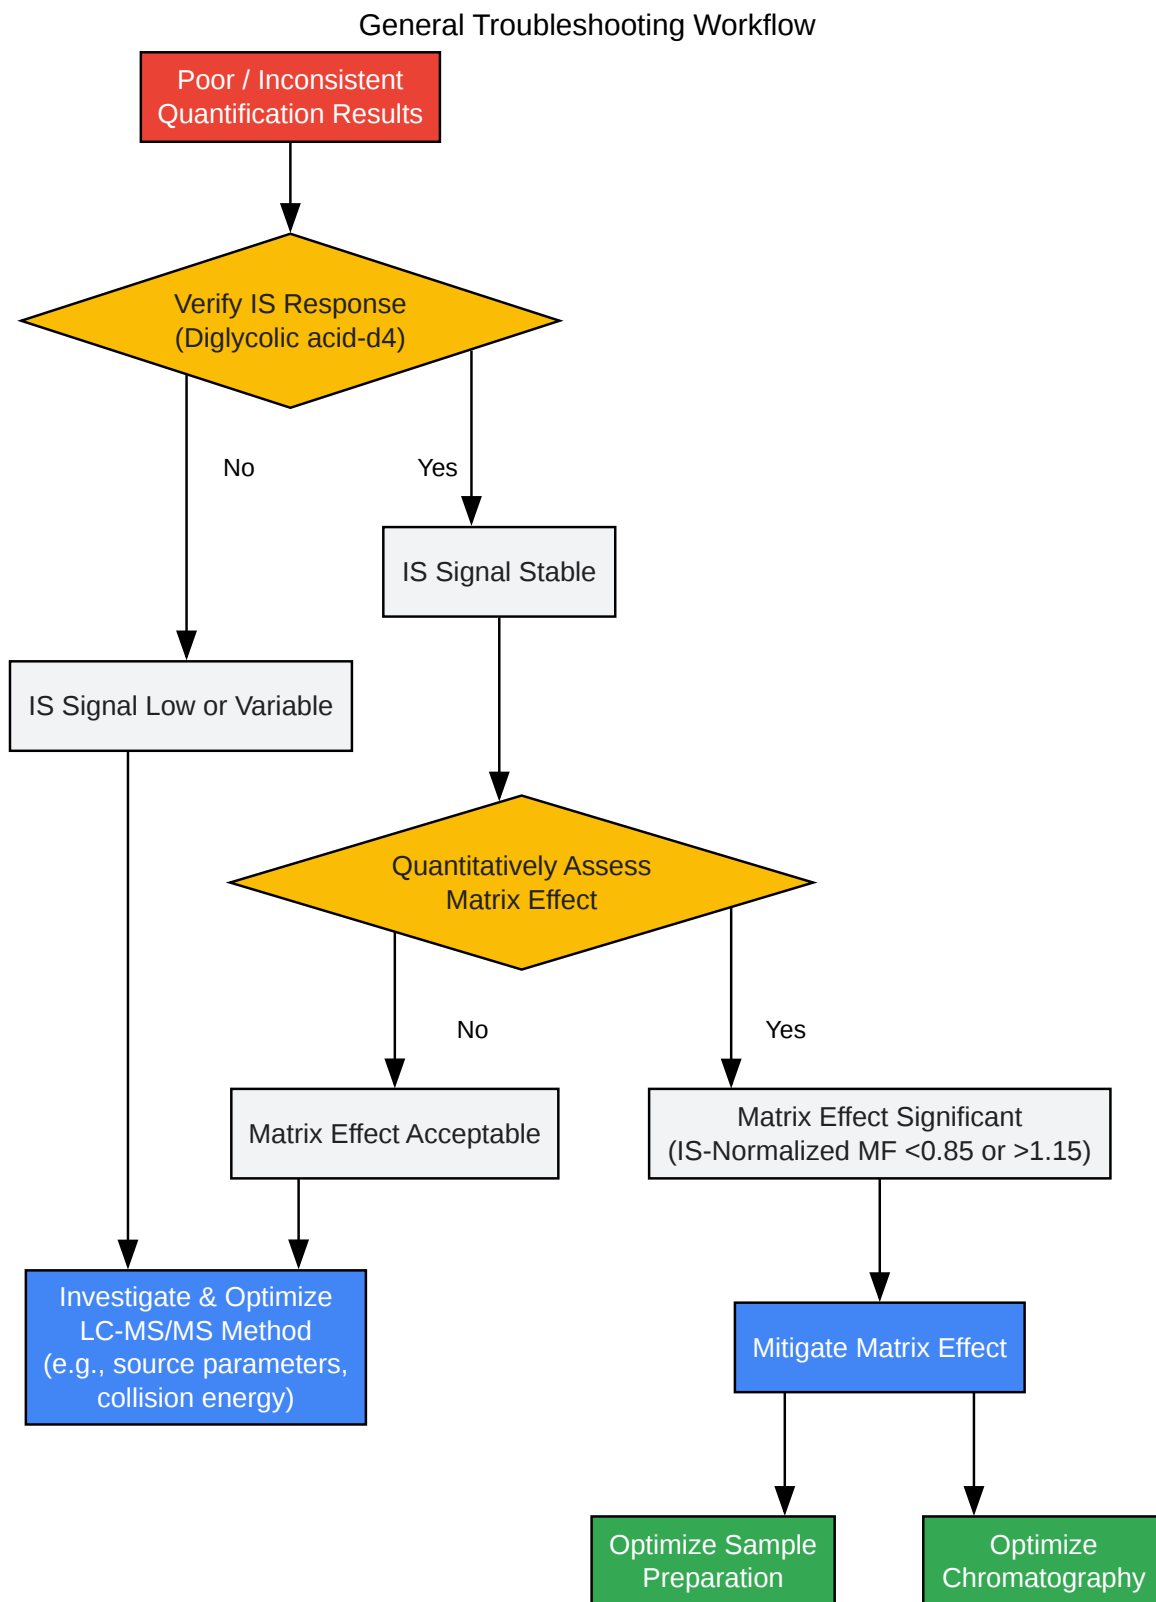 General Troubleshooting Workflow
Poor / Inconsistent
Quantification Results
Verify IS Response
(Diglycolic acid-d4)
No
Yes
IS Signal Stable
IS Signal Low or Variable
Quantitatively Assess
Matrix Effect
No
Yes
Matrix Effect Acceptable
Matrix Effect Significant
(IS-Normalized MF <0.85 or >1.15)
Investigate & Optimize
LC-MS/MS Method
(e.g., source parameters,
collision energy)
Mitigate Matrix Effect
Optimize Sample
Preparation
Optimize
Chromatography